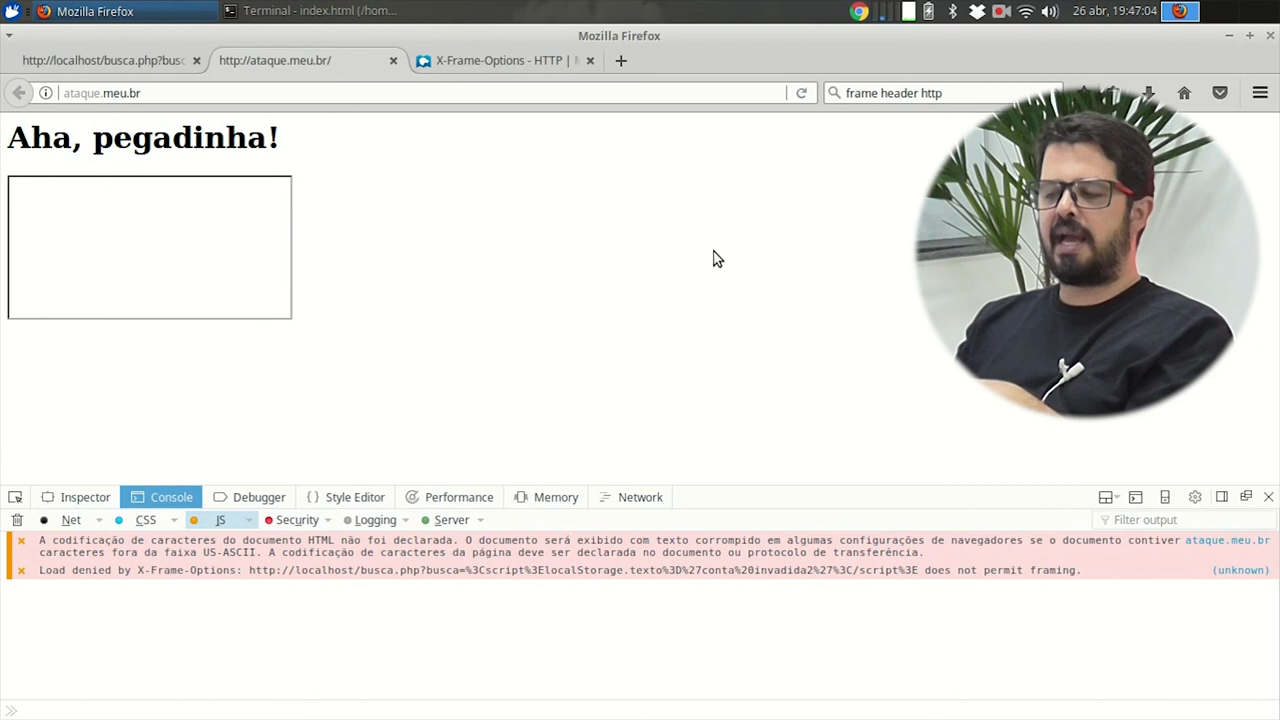 Mozilla Firefox
Terminal - index.html (/hom...
26 abr, 19:47:04
Mozilla Firefox
http://localhost/busca.php?busc
http://ataque.meu.br/
X-Frame-Options - HTTP |
ataque.meu.br
frame header http
Aha, pegadinha!
Inspector
Console
Debugger
Style Editor
Performance
Memory
Network
Net
CSS
JS
Security
Logging
Server
Filter output
A codificação de caracteres do documento HTML não foi declarada. O documento será exibido com texto corrompido em algumas configurações de navegadores se o documento contiver ataque.meu.br
caracteres fora da faixa US-ASCII. A codificação de caracteres da página deve ser declarada no documento ou protocolo de transferência.
Load denied by X-Frame-Options: http://localhost/busca.php?busca=%3Cscript%3ElocalStorage.texto%3D%27conta%20invadida2%27%3C/script%3E does not permit framing. (unknown)